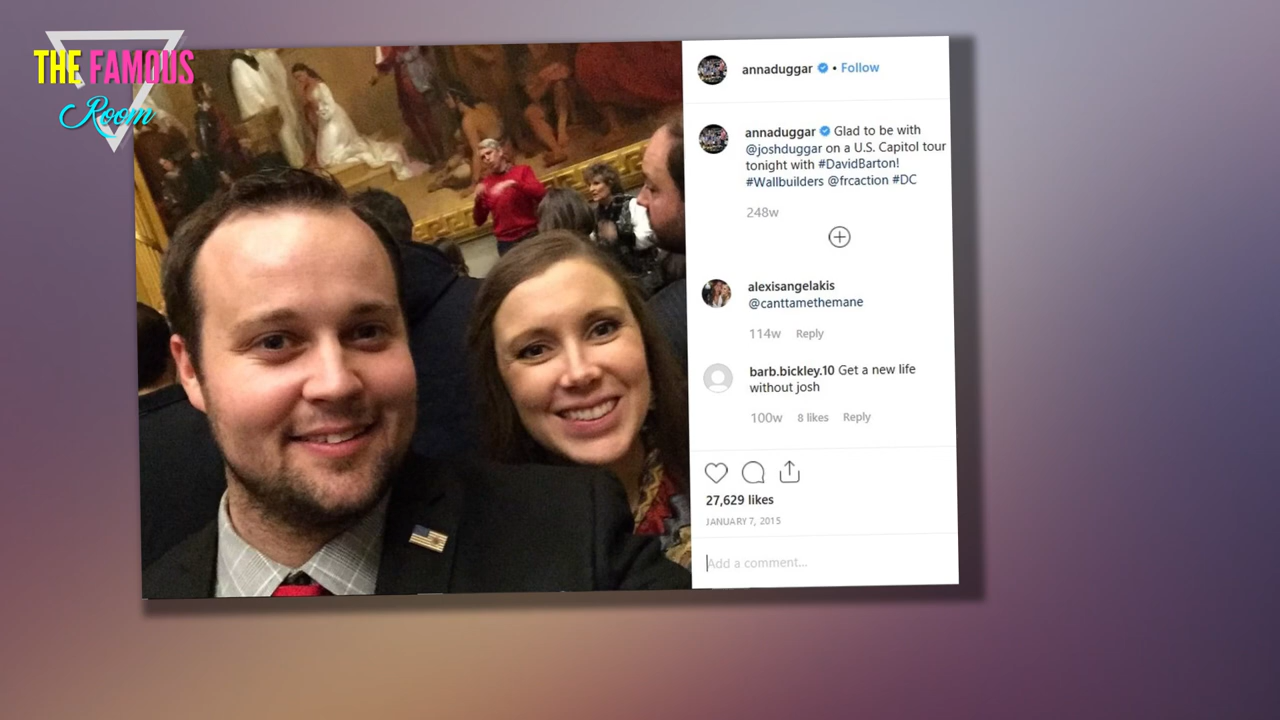 THE FAMOUS
Room
annaduggar • Follow
annaduggar Glad to be with
@joshduggar on a U.S. Capitol tour
tonight with #DavidBarton!
#Wallbuilders @frcaction #DC
248w
alexisangelakis
@canttamethemane
114w Reply
barb.bickley.10 Get a new life
without josh
100w 8 likes Reply
27,629 likes
JANUARY 7, 2015
Add a comment...